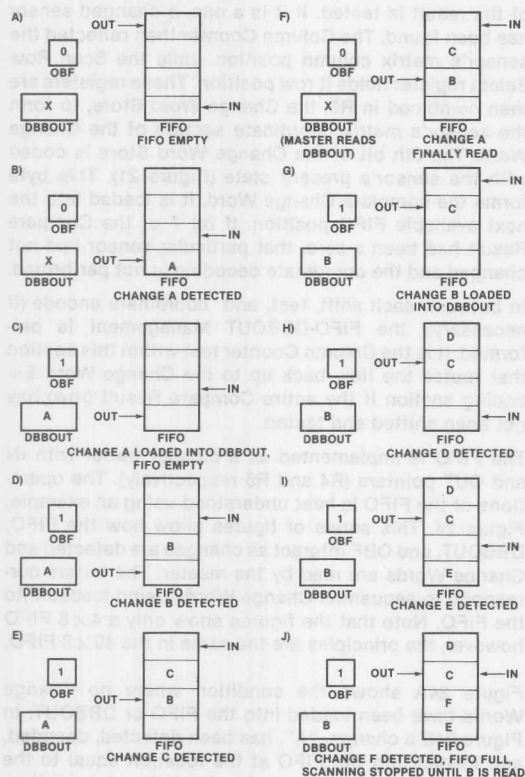 A)
OUT
0
OBF
X
IN
DBBOUT FIFO
FIFO EMPTY
B)
IN
0
OBF
X OUT A
DBBOUT FIFO
CHANGE A DETECTED
C)
1
OBF
IN
A OUT
DBBOUT FIFO
CHANGE A LOADED INTO DBBOUT,
FIFO EMPTY
D)
IN
1 B
OBF
A OUT
DBBOUT FIFO
CHANGE B DETECTED
E)
IN
1 C
OBF
A OUT B
DBBOUT FIFO
CHANGE C DETECTED
F)
0 C
OBF OUT B
X IN
DBBOUT FIFO
(MASTER READS CHANGE A
DBBOUT) FINALLY READ
G)
IN
OUT C
1
OBF
B
DBBOUT FIFO
CHANGE B LOADED
INTO DBBOUT
H)
D
1 OUT C
OBF
B IN
DBBOUT FIFO
CHANGE D DETECTED
I)
D
1 OUT C
OBF IN
B E
DBBOUT FIFO
CHANGE E DETECTED
J)
D
1 OUT C IN
OBF
B E
DBBOUT FIFO
CHANGE F DETECTED, FIFO FULL,
SCANNING STOPPED UNTIL B IS READ